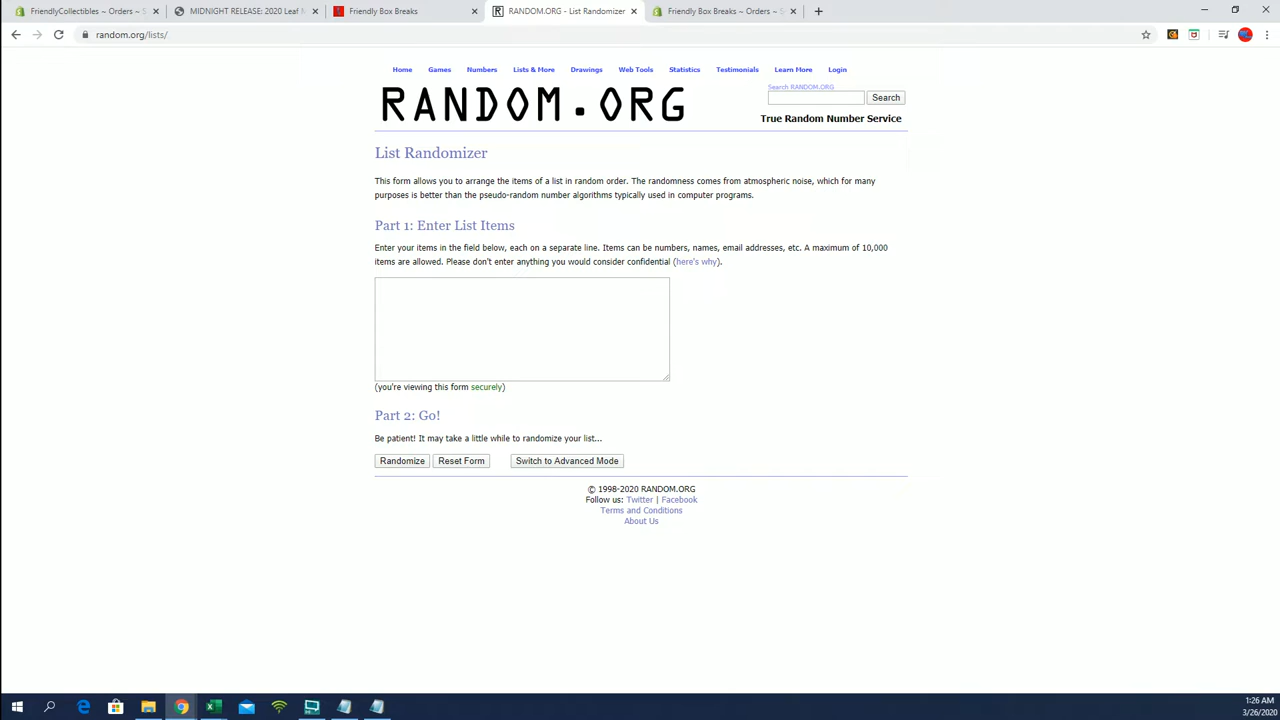 FriendlyCollectibles ~ Orders ~ S
MIDNIGHT RELEASE: 2020 Leaf N
Friendly Box Breaks
RANDOM.ORG - List Randomizer
Friendly Box Breaks ~ Orders ~ S
random.org/lists/
Home Games Numbers Lists & More Drawings Web Tools Statistics Testimonials Learn More Login
RANDOM.ORG
Search RANDOM.ORG
Search
True Random Number Service
List Randomizer
This form allows you to arrange the items of a list in random order. The randomness comes from atmospheric noise, which for many
purposes is better than the pseudo-random number algorithms typically used in computer programs.
Part 1: Enter List Items
Enter your items in the field below, each on a separate line. Items can be numbers, names, email addresses, etc. A maximum of 10,000
items are allowed. Please don't enter anything you would consider confidential (here's why).
(you're viewing this form securely)
Part 2: Go!
Be patient! It may take a little while to randomize your list...
Randomize Reset Form Switch to Advanced Mode
© 1998-2020 RANDOM.ORG
Follow us: Twitter | Facebook
Terms and Conditions
About Us
1:26 AM
3/26/2020